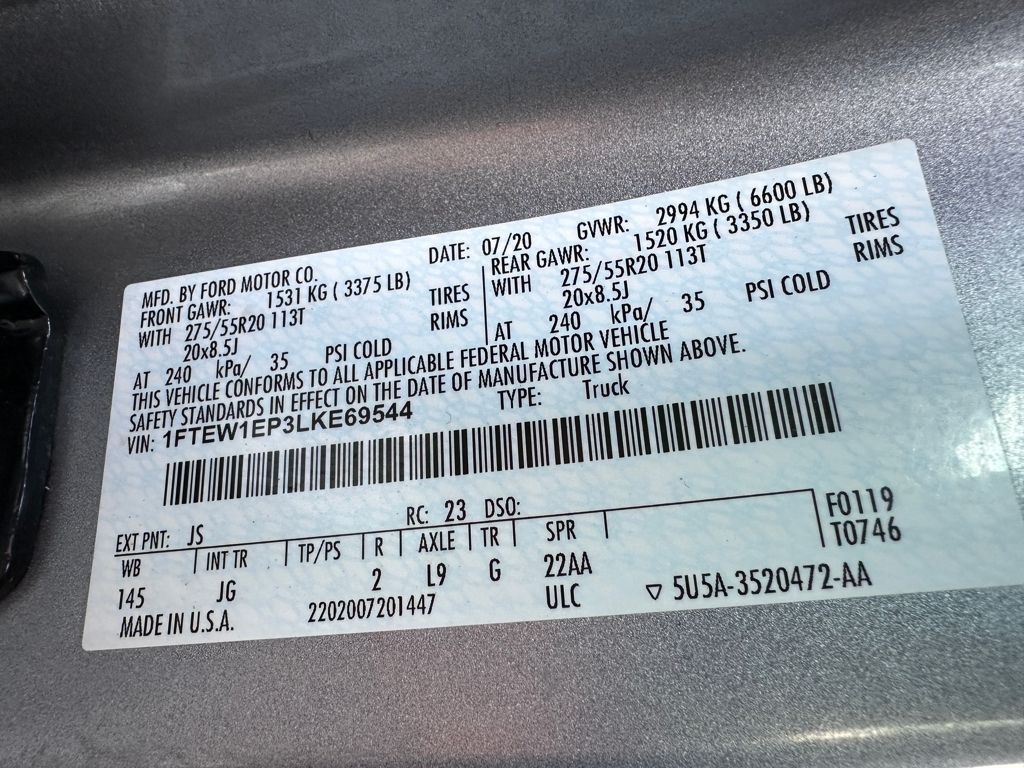 MFD. BY FORD MOTOR CO. DATE: 07/20 GVWR: 2994 KG ( 6600 LB)
FRONT GAWR: 1531 KG ( 3375 LB) REAR GAWR: 1520 KG ( 3350 LB)
WITH 275/55R20 113T TIRES WITH 275/55R20 113T TIRES
20x8.5J RIMS 20x8.5J RIMS
AT 240 kPa/ 35 PSI COLD AT 240 kPa/ 35 PSI COLD
THIS VEHICLE CONFORMS TO ALL APPLICABLE FEDERAL MOTOR VEHICLE
SAFETY STANDARDS IN EFFECT ON THE DATE OF MANUFACTURE SHOWN ABOVE.
VIN: 1FTEW1EP3LKE69544 TYPE: Truck
EXT PNT: JS RC: 23 DSO: F0119
WB INT TR TP/PS R AXLE TR SPR T0746
145 JG 2 L9 G 22AA
MADE IN U.S.A. 2202007201447 ULC ▽ 5U5A-3520472-AA